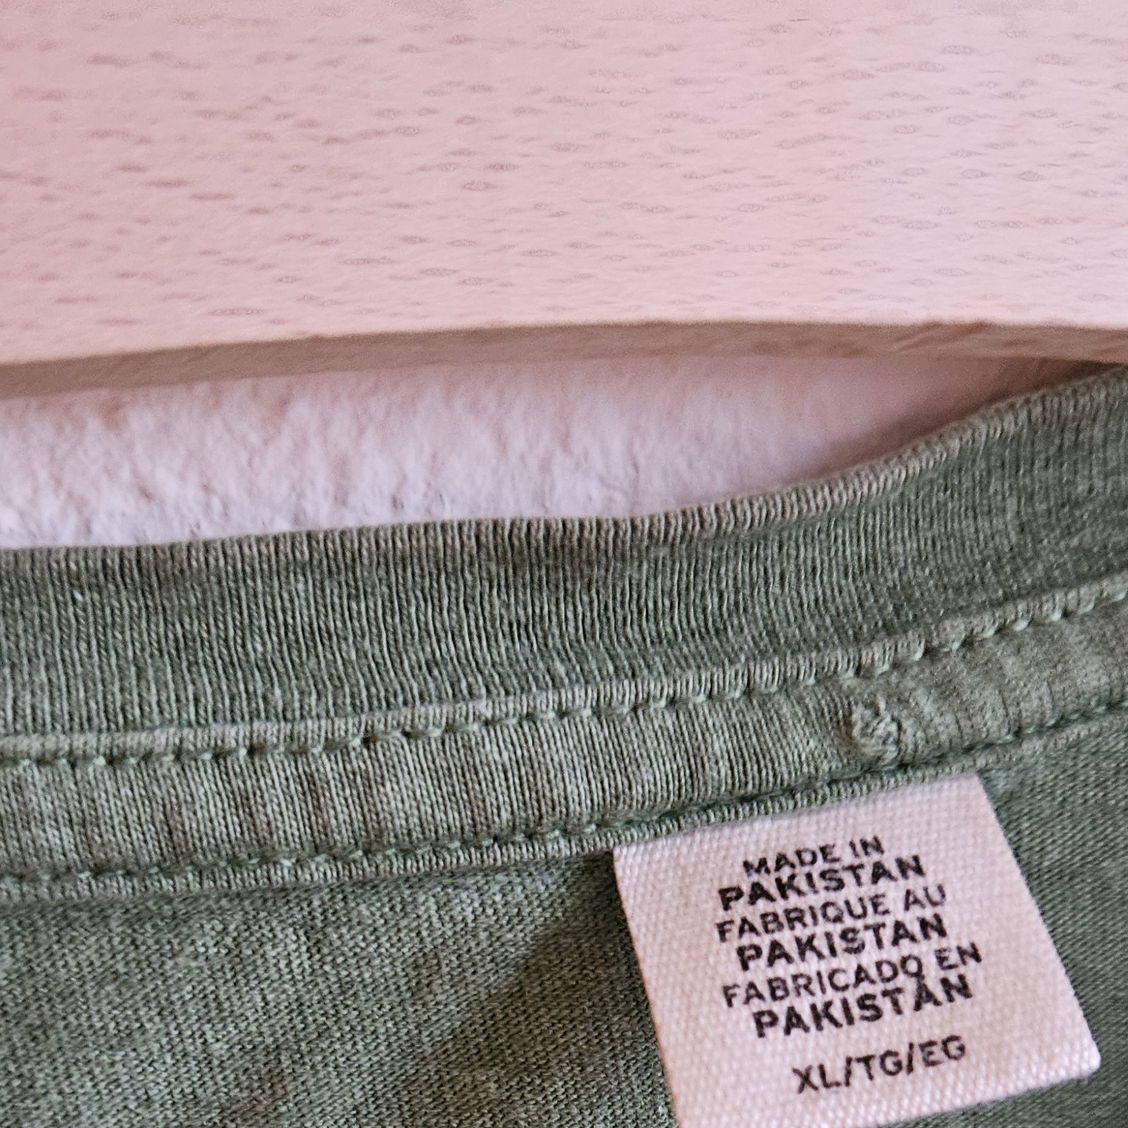 MADE IN
PAKISTAN
FABRIQUE AU
PAKISTAN
FABRICADO EN
PAKISTAN
XL/TG/EG